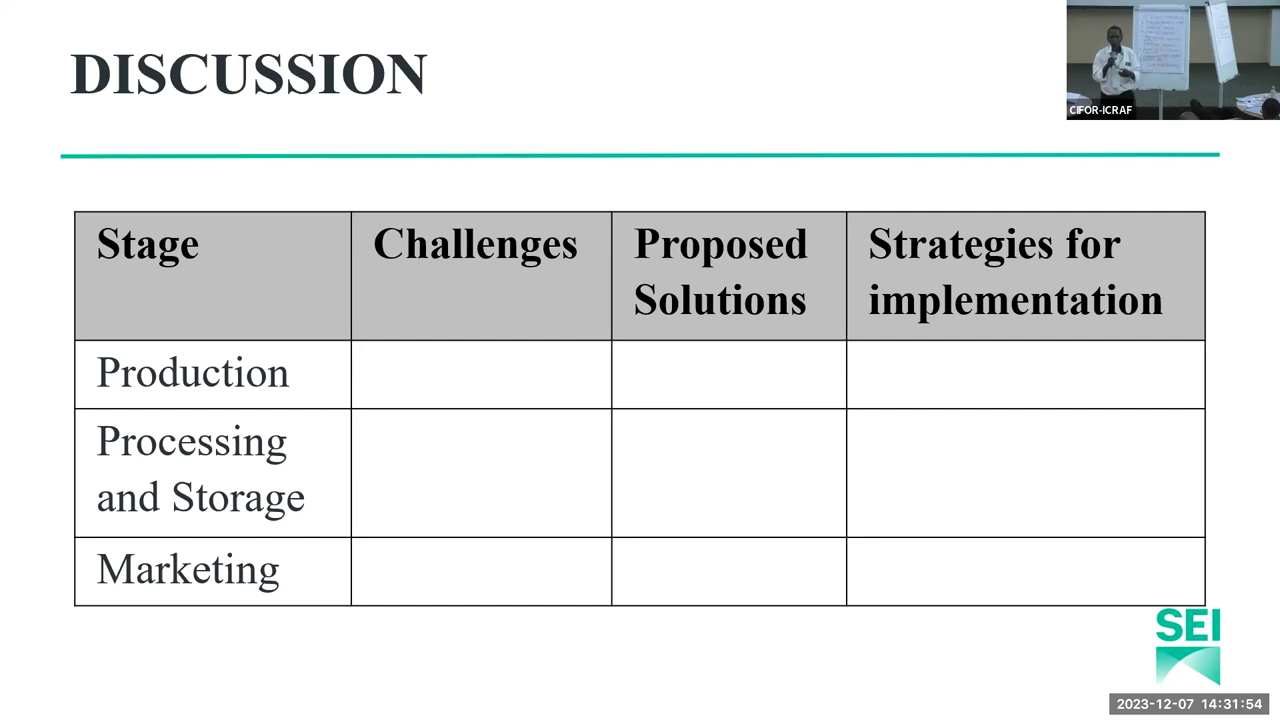 DISCUSSION
CIFOR-ICRAF
Stage
Challenges
Proposed
Solutions
Strategies for
implementation
Production
Processing
and Storage
Marketing
SEI
2023-12-07 14:31:54